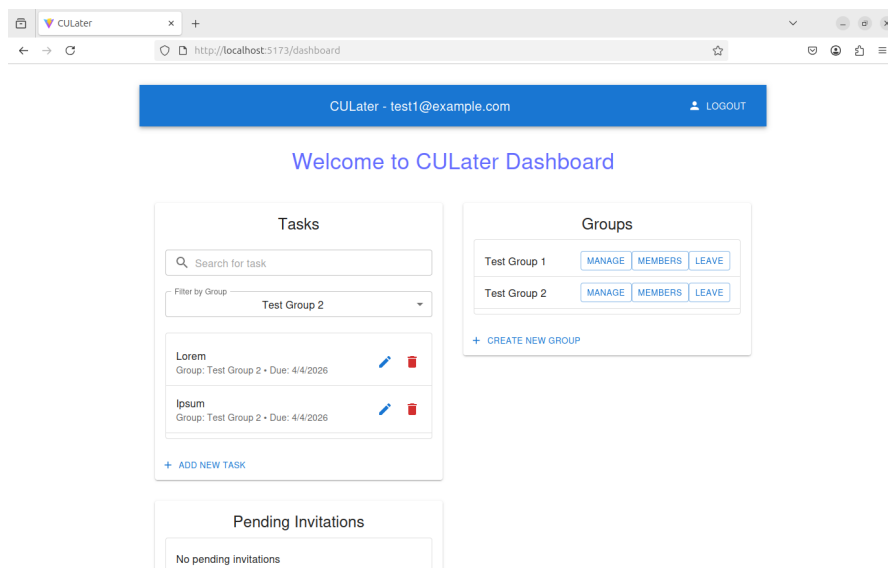 CULater
http://localhost:5173/dashboard
CULater - test1@example.com
LOGOUT
Welcome to CULater Dashboard
Tasks
Search for task
Filter by Group
Test Group 2
Lorem
Group: Test Group 2 • Due: 4/4/2026
Ipsum
Group: Test Group 2 • Due: 4/4/2026
+ ADD NEW TASK
Groups
Test Group 1 MANAGE MEMBERS LEAVE
Test Group 2 MANAGE MEMBERS LEAVE
+ CREATE NEW GROUP
Pending Invitations
No pending invitations